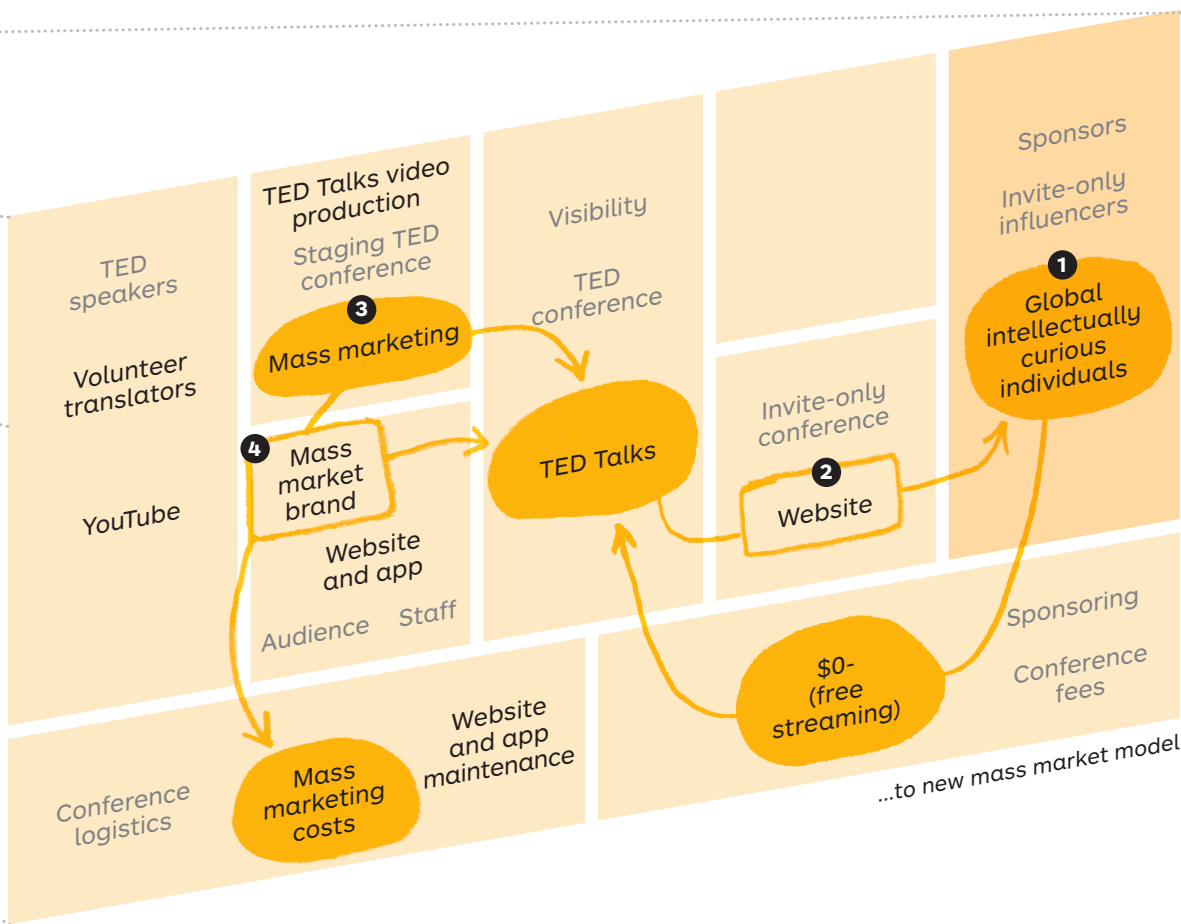 TED
speakers
Volunteer
translators
YouTube
TED Talks video
production
Staging TED
conference
3
Mass marketing
4
Mass
market
brand
Website
and app
Audience
Staff
Visibility
TED
conference
TED Talks
Invite-only
conference
2
Website
Sponsors
Invite-only
influencers
1
Global
intellectually
curious
individuals
Conference
logistics
Mass
marketing
costs
Website
and app
maintenance
$0-
(free
streaming)
Sponsoring
Conference
fees
...to new mass market model